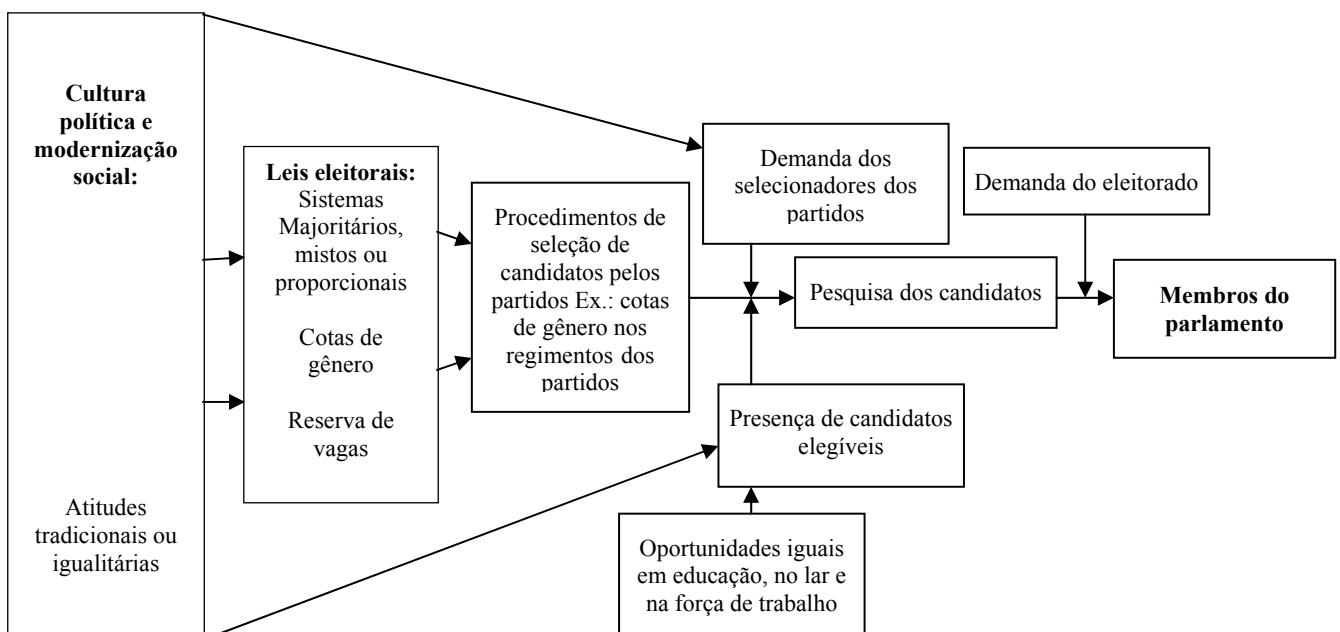 Cultura
política e
modernização
social:
Atitudes
tradicionais ou
igualitárias
Leis eleitorais:
Sistemas
Majoritários,
mistos ou
proporcionais
Cotas de
gênero
Reserva de
vagas
Procedimentos de
seleção de
candidatos pelos
partidos Ex.: cotas
de gênero nos
regimentos dos
partidos
Demanda dos
selecionadores dos
partidos
Demanda do eleitorado
Pesquisa dos candidatos
Membros do
parlamento
Presença de candidatos
elegíveis
Oportunidades iguais
em educação, no lar e
na força de trabalho